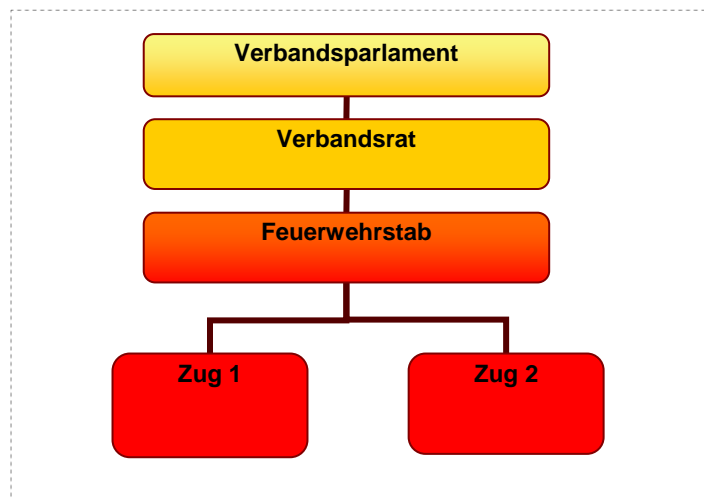 Verbandsparlament
Verbandsrat
Feuerwehrstab
Zug 1
Zug 2